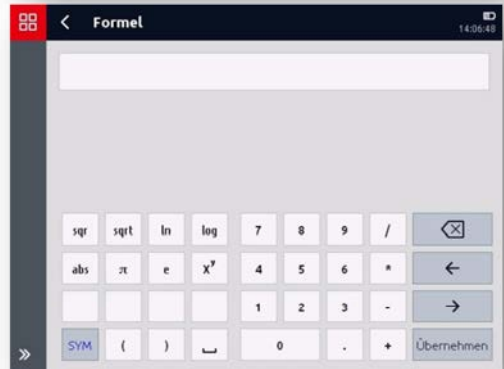 Formel
14:06:48
sqr sqrt ln log 7 8 9 /
abs π e x^y 4 5 6 *
1 2 3 -
SYM ( ) 0 . + Übernehmen